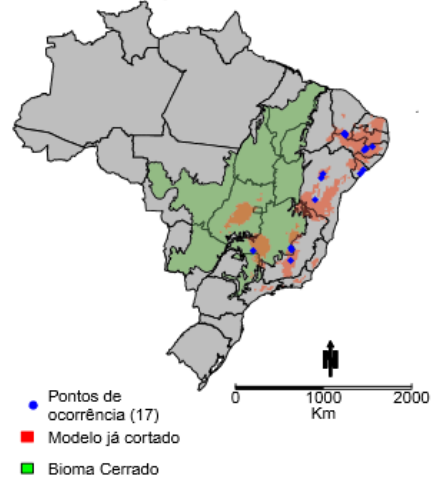 N
0
1000
2000
Km
Pontos de
ocorrência (17)
Modelo já cortado
Bioma Cerrado